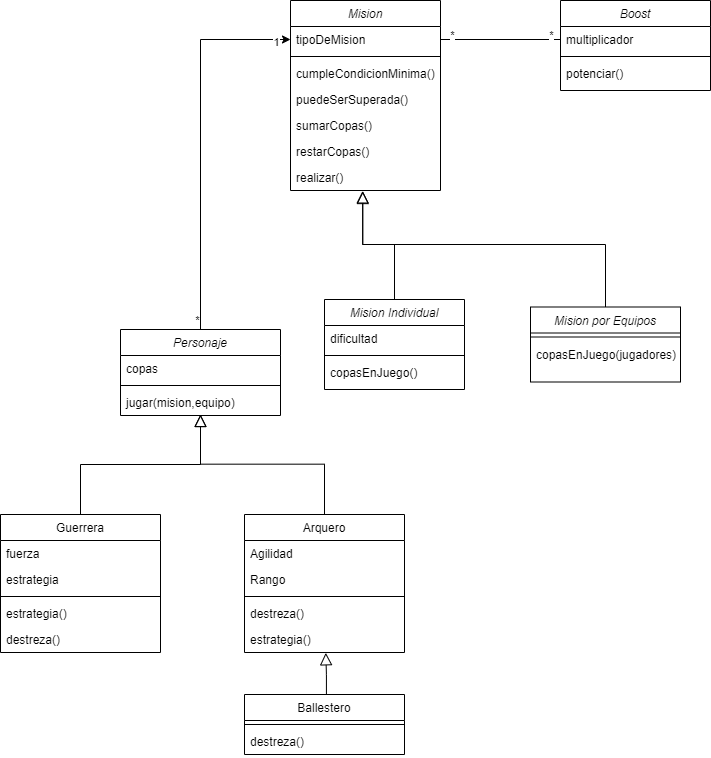 Mision
tipoDeMision
cumpleCondicionMinima()
puedeSerSuperada()
sumarCopas()
restarCopas()
realizar()
Boost
multiplicador
potenciar()
1
*
*
*
Mision Individual
dificultad
copasEnJuego()
Mision por Equipos
copasEnJuego(jugadores)
Personaje
copas
jugar(mision,equipo)
Guerrera
fuerza
estrategia
estrategia()
destreza()
Arquero
Agilidad
Rango
destreza()
estrategia()
Ballestero
destreza()